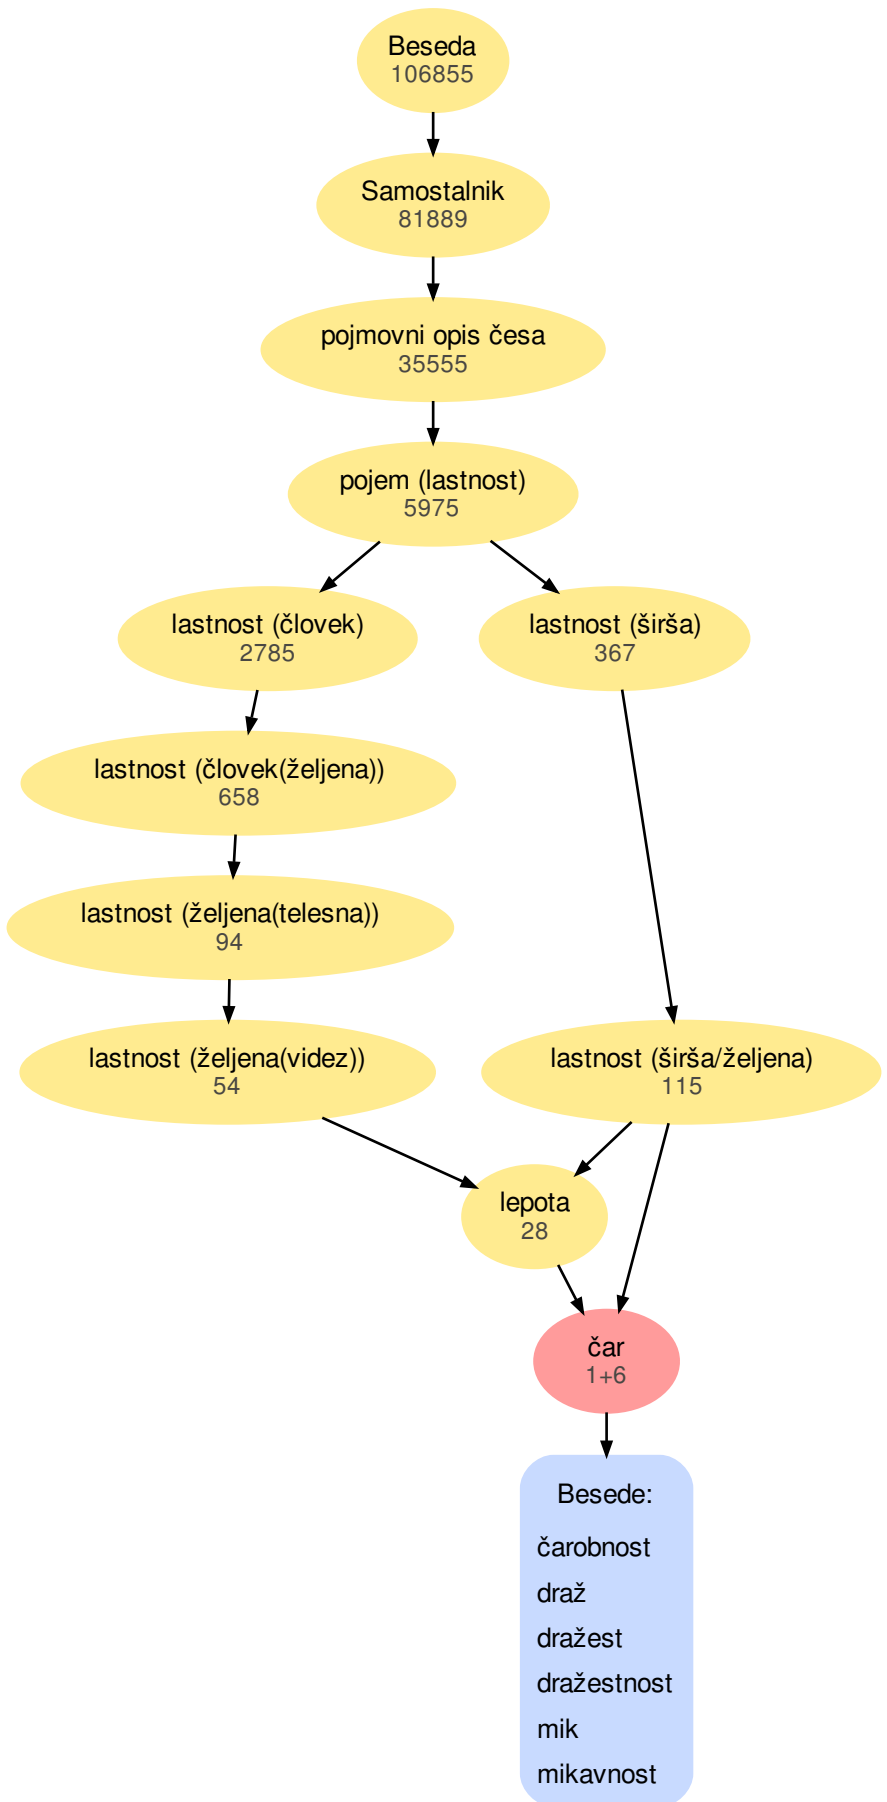 Beseda
106855
Samostalnik
81889
pojmovni opis česa
35555
pojem (lastnost)
5975
lastnost (človek)
2785
lastnost (širša)
367
lastnost (človek(željena))
658
lastnost (željena(telesna))
94
lastnost (željena(videz))
54
lastnost (širša/željena)
115
lepota
28
čar
1+6
Besede:
čarobnost
draž
dražest
dražestnost
mik
mikavnost